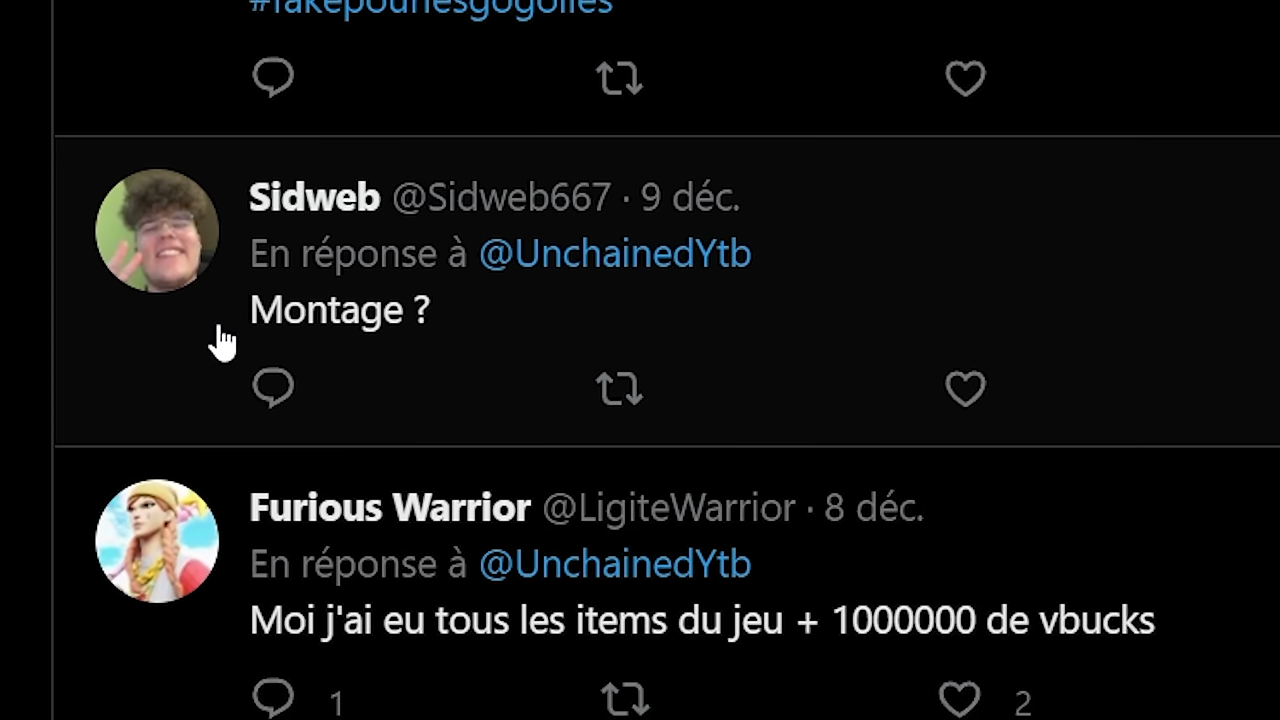 #fakepourlesgogolles
Sidweb @Sidweb667 · 9 déc.
En réponse à @UnchainedYtb
Montage ?
Furious Warrior @LigiteWarrior · 8 déc.
En réponse à @UnchainedYtb
Moi j'ai eu tous les items du jeu + 1000000 de vbucks
1 2